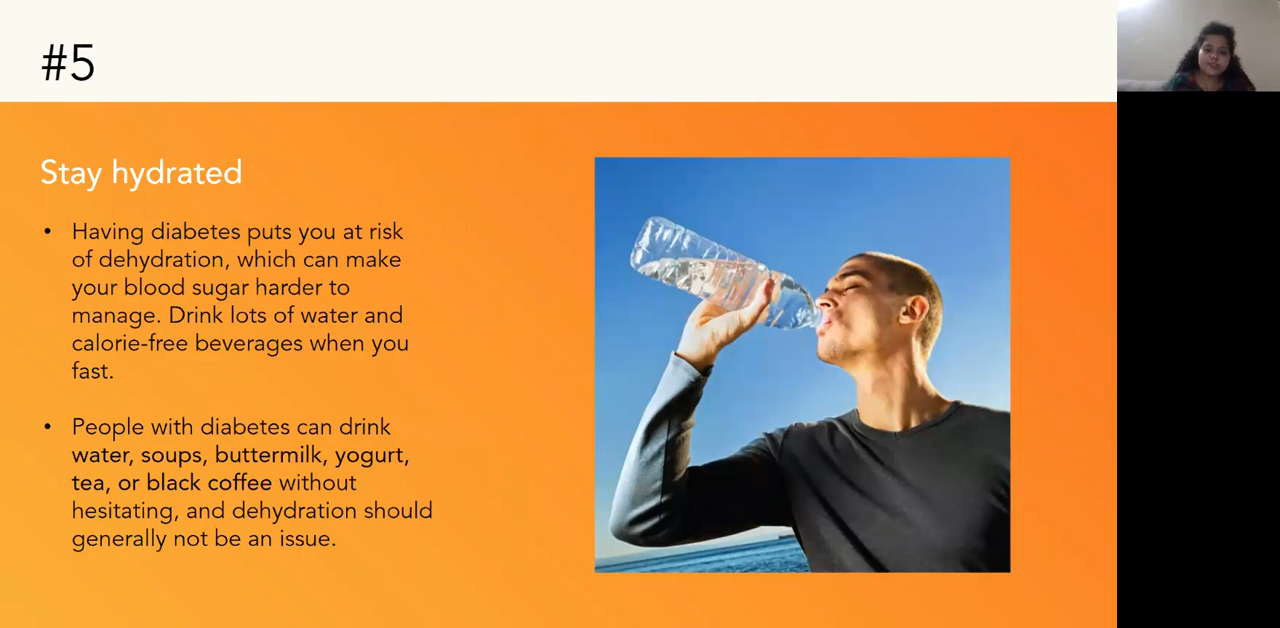 #5
Stay hydrated
• Having diabetes puts you at risk
of dehydration, which can make
your blood sugar harder to
manage. Drink lots of water and
calorie-free beverages when you
fast.
• People with diabetes can drink
water, soups, buttermilk, yogurt,
tea, or black coffee without
hesitating, and dehydration should
generally not be an issue.